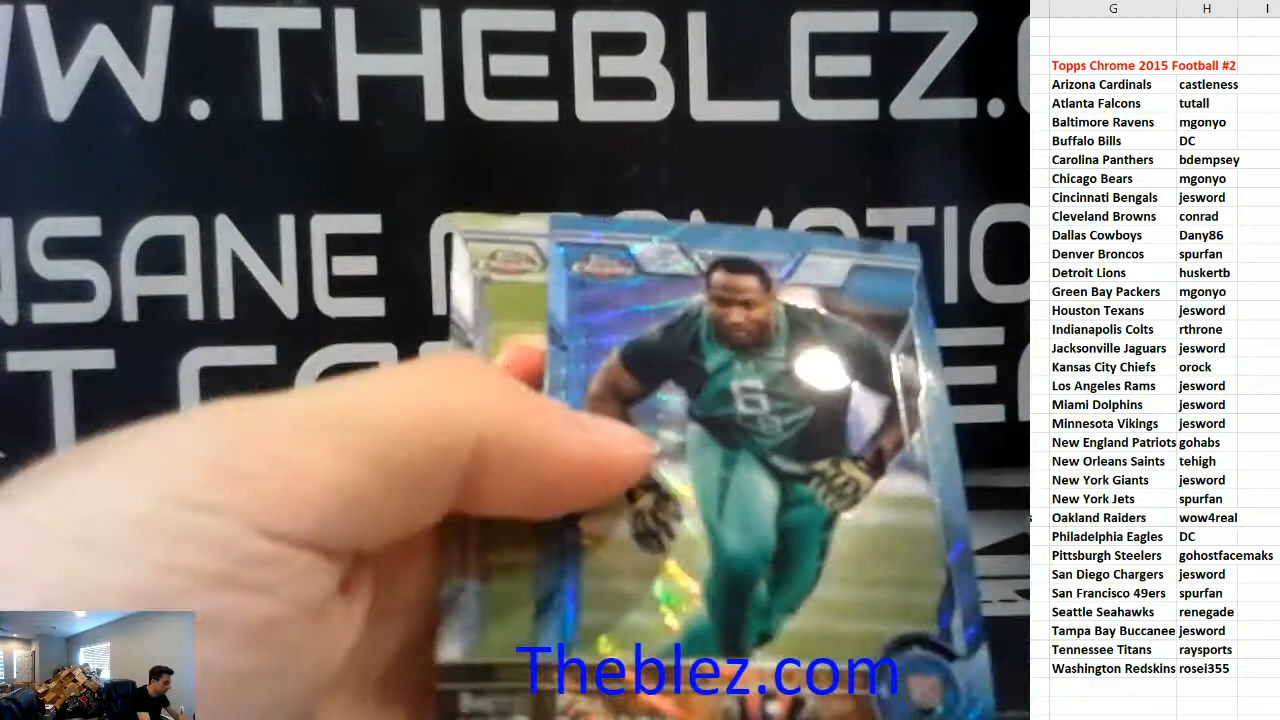 G H I
Topps Chrome 2015 Football #2
Arizona Cardinals castleness
Atlanta Falcons tutall
Baltimore Ravens mgonyo
Buffalo Bills DC
Carolina Panthers bdempsey
Chicago Bears mgonyo
Cincinnati Bengals jesword
Cleveland Browns conrad
Dallas Cowboys Dany86
Denver Broncos spurfan
Detroit Lions huskertb
Green Bay Packers mgonyo
Houston Texans jesword
Indianapolis Colts rthrone
Jacksonville Jaguars jesword
Kansas City Chiefs orock
Los Angeles Rams jesword
Miami Dolphins jesword
Minnesota Vikings jesword
New England Patriots gohabs
New Orleans Saints tehigh
New York Giants jesword
New York Jets spurfan
Oakland Raiders wow4real
Philadelphia Eagles DC
Pittsburgh Steelers gohostfacemaks
San Diego Chargers jesword
San Francisco 49ers spurfan
Seattle Seahawks renegade
Tampa Bay Buccanee jesword
Tennessee Titans raysports
Washington Redskins rosei355
W.THEBLEZ.
NSANE
6
Theblez.com